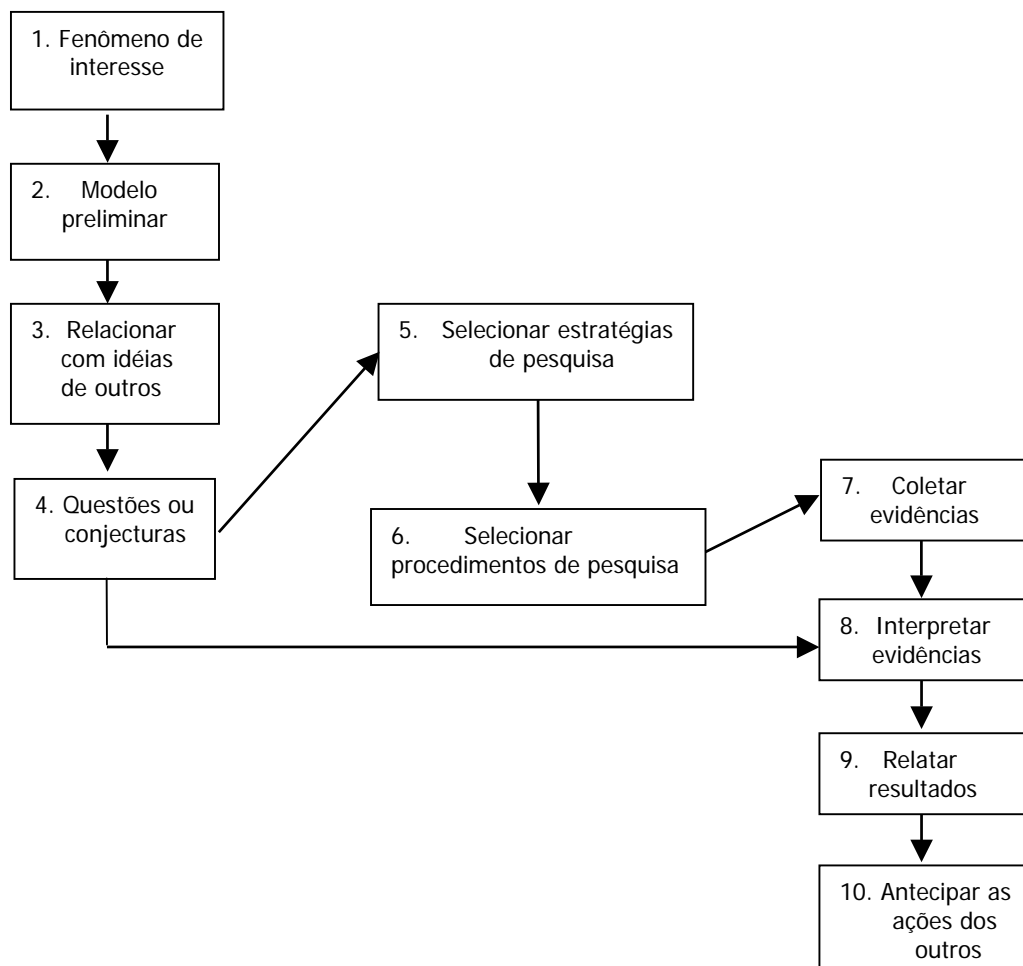 1. Fenômeno de
interesse
2. Modelo
preliminar
3. Relacionar
com idéias
de outros
4. Questões ou
conjecturas
5. Selecionar estratégias
de pesquisa
6. Selecionar
procedimentos de pesquisa
7. Coletar
evidências
8. Interpretar
evidências
9. Relatar
resultados
10. Antecipar as
ações dos
outros